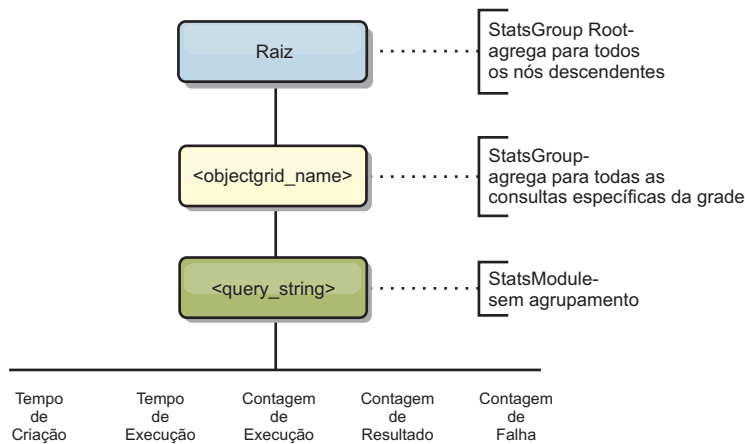 Raiz
StatsGroup Root-
agrega para todos
os nós descendentes
<objectgrid_name>
StatsGroup-
agrega para todas as
consultas específicas da grade
<query_string>
StatsModule-
sem agrupamento
Tempo
de
Criação
Tempo
de
Execução
Contagem
de
Execução
Contagem
de
Resultado
Contagem
de
Falha